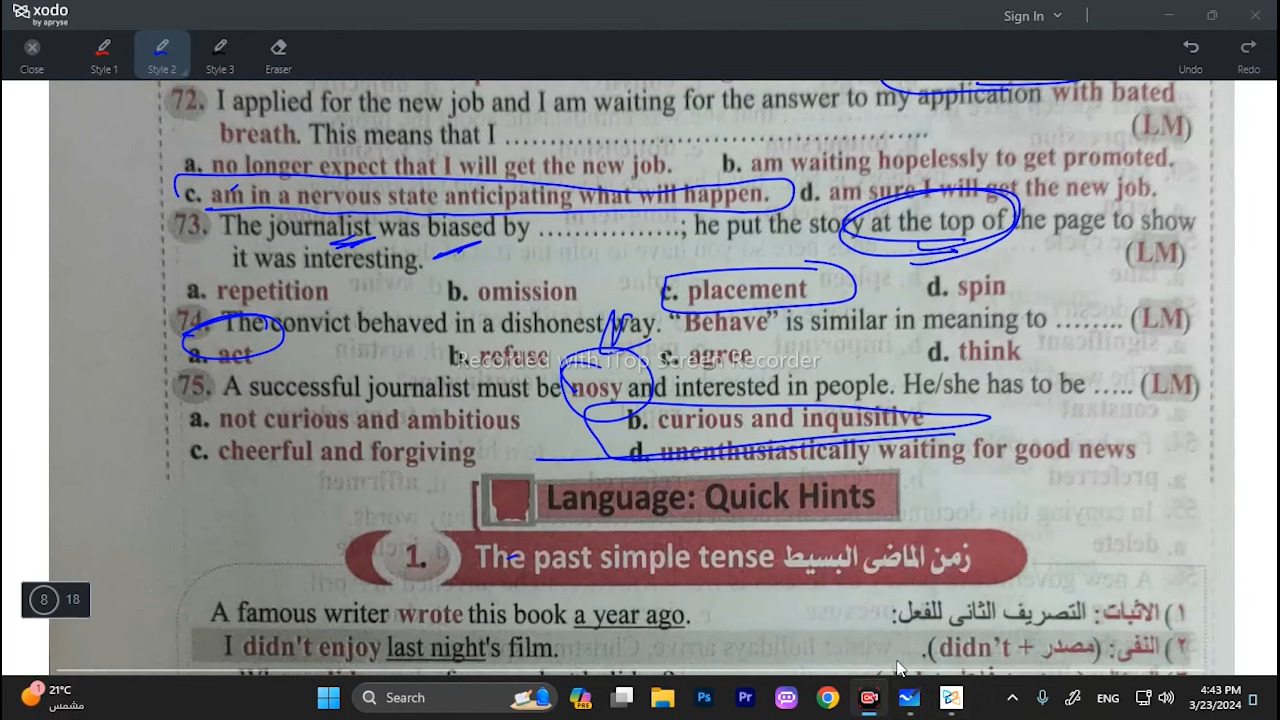 xodo
by apryse
Sign In
Close
Style 1
Style 2
Style 3
Eraser
Undo
Redo
72. I applied for the new job and I am waiting for the answer to my application with bated
breath. This means that I ................................................ (LM)
a. no longer expect that I will get the new job. b. am waiting hopelessly to get promoted.
c. am in a nervous state anticipating what will happen. d. am sure I will get the new job.
73. The journalist was biased by ................; he put the story at the top of the page to show
it was interesting. (LM)
a. repetition b. omission c. placement d. spin
74. The convict behaved in a dishonest way. "Behave" is similar in meaning to ........ (LM)
a. act b. refuse c. agree d. think
Recorded with iTop Screen Recorder
75. A successful journalist must be nosy and interested in people. He/she has to be ...... (LM)
a. not curious and ambitious b. curious and inquisitive
c. cheerful and forgiving d. unenthusiastically waiting for good news
Language: Quick Hints
1. The past simple tense زمن الماضى البسيط
A famous writer wrote this book a year ago. ١) الإثبات: التصريف الثانى للفعل:
I didn't enjoy last night's film. ٢) النفى: (مصدر + didn't).
8 18
1
21°C
مشمس
Search
PRE
Ps
Pr
ENG
4:43 PM
3/23/2024